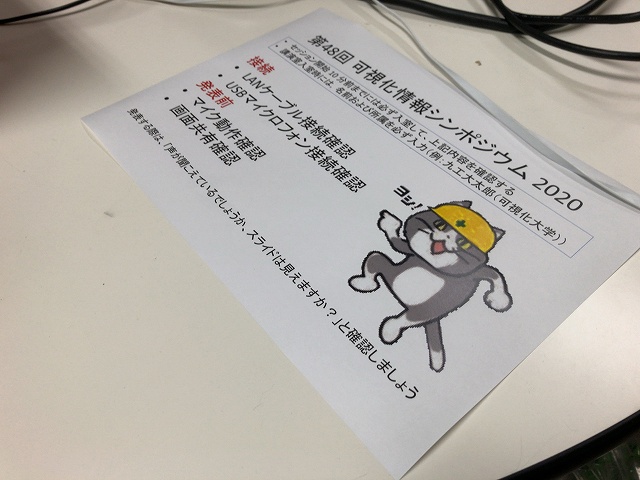 第48回 可視化情報シンポジウム 2020
・ セッション開始10分前までには必ず入室して、上記内容を確認する
・ 講演室入室時には、名前および所属を必ず入力(例:九工大太郎(可視化大学))
接続
・ LANケーブル接続確認
・ USBマイクロフォン接続確認
発表前
・ マイク動作確認
・ 画面共有確認
ヨシ!
発表する際は、「声が聞こえているでしょうか、スライドは見えますか?」と確認しましょう